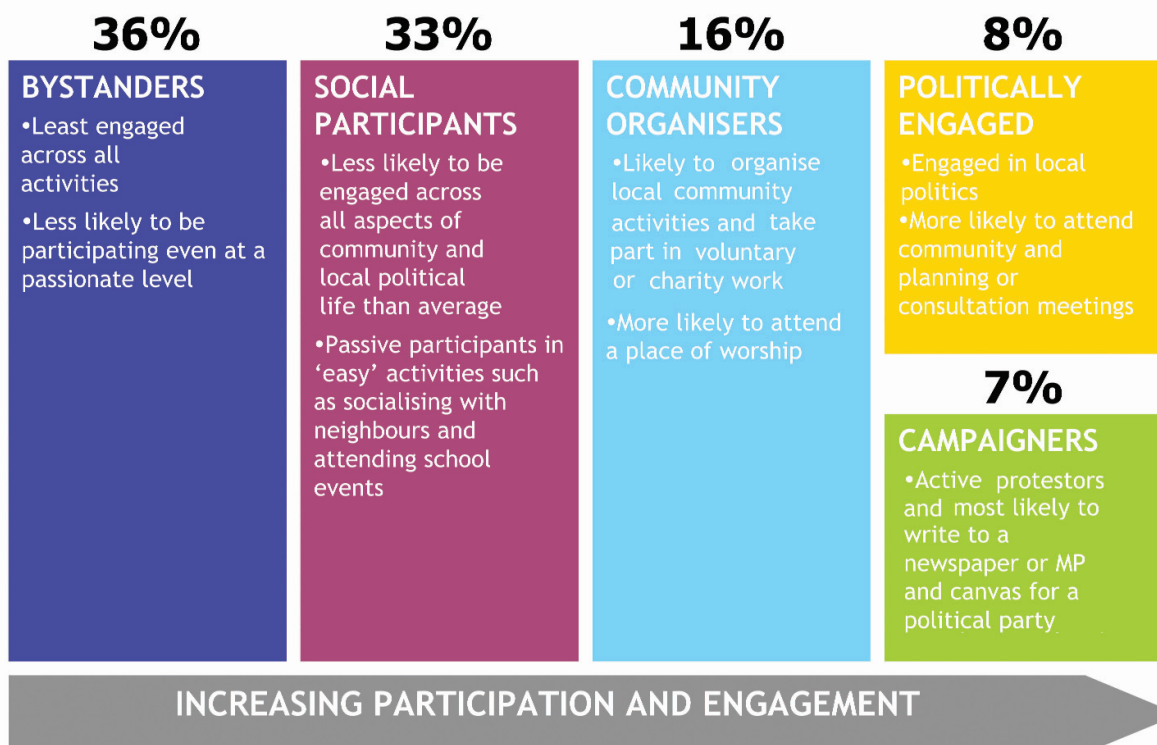 36%
BYSTANDERS
•Least engaged
across all
activities
•Less likely to be
participating even at a
passionate level
33%
SOCIAL
PARTICIPANTS
•Less likely to be
engaged across
all aspects of
community and
local political
life than average
•Passive participants in
‘easy’ activities such
as socialising with
neighbours and
attending school
events
16%
COMMUNITY
ORGANISERS
•Likely to organise
local community
activities and take
part in voluntary
or charity work
•More likely to attend
a place of worship
8%
POLITICALLY
ENGAGED
•Engaged in local
politics
•More likely to attend
community and
planning or
consultation meetings
7%
CAMPAIGNERS
•Active protestors
and most likely to
write to a
newspaper or MP
and canvas for a
political party
INCREASING PARTICIPATION AND ENGAGEMENT